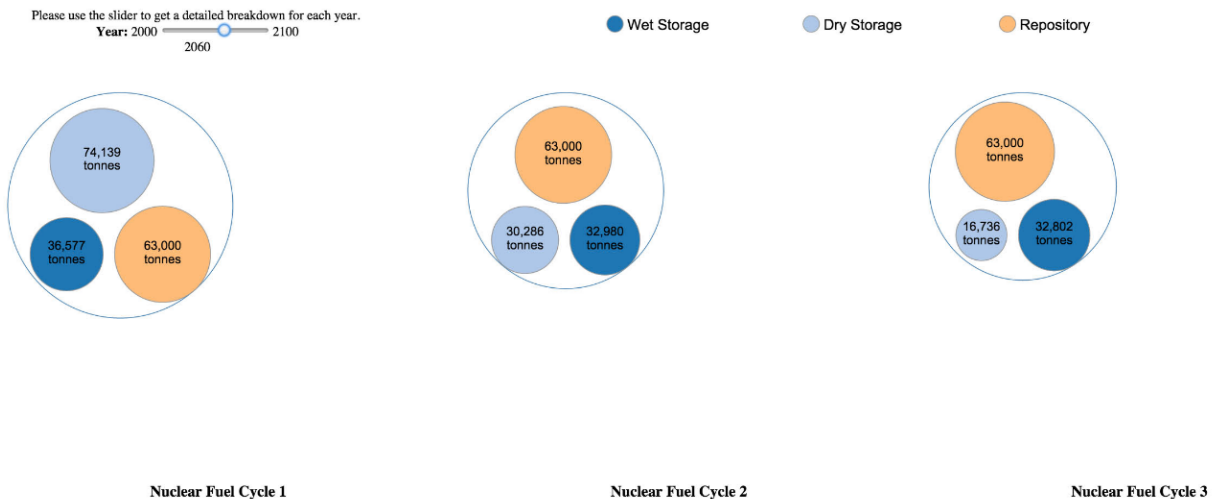 Please use the slider to get a detailed breakdown for each year.
Year: 2000 2100
2060
Wet Storage
Dry Storage
Repository
74,139
tonnes
36,577
tonnes
63,000
tonnes
63,000
tonnes
30,286
tonnes
32,980
tonnes
63,000
tonnes
16,736
tonnes
32,802
tonnes
Nuclear Fuel Cycle 1
Nuclear Fuel Cycle 2
Nuclear Fuel Cycle 3